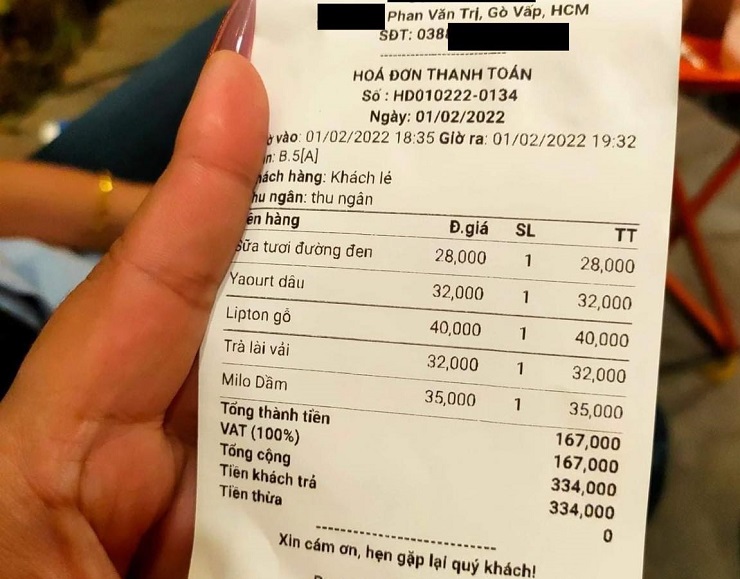 Phan Văn Trị, Gò Vấp, HCM
SĐT: 038
HOÁ ĐƠN THANH TOÁN
Số : HD010222-0134
Ngày: 01/02/2022
vào: 01/02/2022 18:35 Giờ ra: 01/02/2022 19:32
n: B.5[A]
hách hàng: Khách lẻ
hu ngân: thu ngân
ên hàng Đ.giá SL TT
Sữa tươi đường đen 28,000 1 28,000
Yaourt dâu 32,000 1 32,000
Lipton gỗ 40,000 1 40,000
Trà lài vải 32,000 1 32,000
Milo Dầm 35,000 1 35,000
Tổng thành tiền 167,000
VAT (100%) 167,000
Tổng cộng 334,000
Tiền khách trả 334,000
Tiền thừa 0
Xin cám ơn, hẹn gặp lại quý khách!